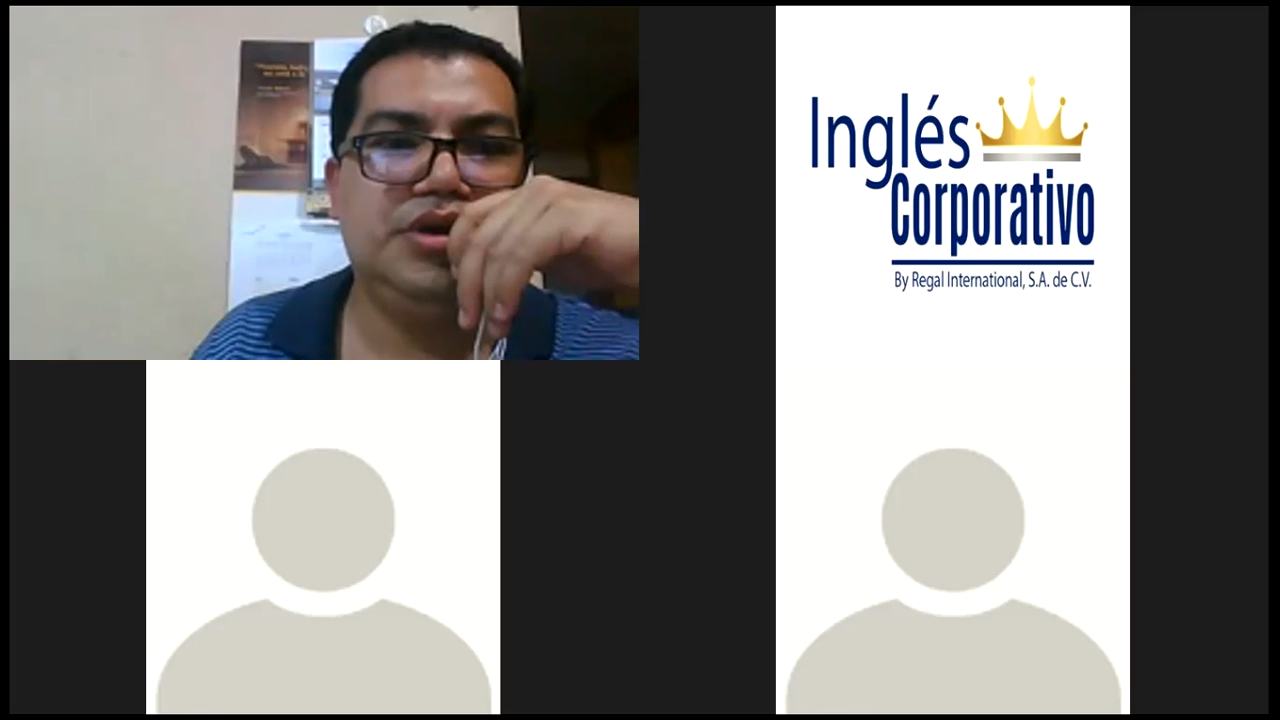 Inglés
Corporativo
By Regal International, S.A. de C.V.